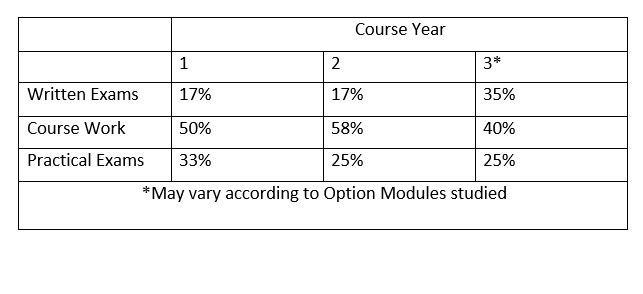 Course Year
1 2 3*
Written Exams 17% 17% 35%
Course Work 50% 58% 40%
Practical Exams 33% 25% 25%
*May vary according to Option Modules studied